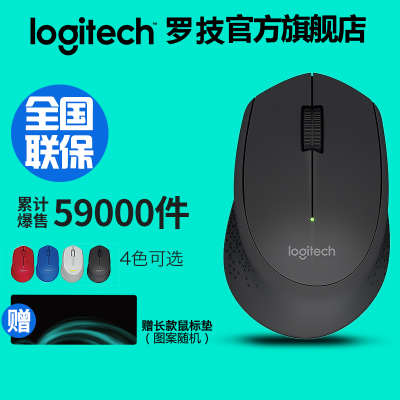 logitech 罗技官方旗舰店
全国
联保
累计
爆售 59000件
4色可选
logitech
赠 赠长款鼠标垫
（图案随机）